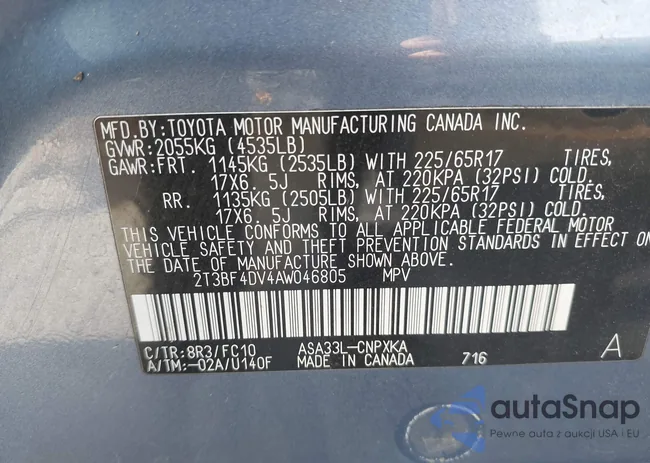 MFD.BY:TOYOTA MOTOR MANUFACTURING CANADA INC.
GVWR:2055KG (4535LB)
GAWR:FRT. 1145KG (2535LB) WITH 225/65R17 TIRES,
17X6.5J RIMS, AT 220KPA (32PSI) COLD.
RR. 1135KG (2505LB) WITH 225/65R17 TIRES,
17X6.5J RIMS, AT 220KPA (32PSI) COLD.
THIS VEHICLE CONFORMS TO ALL APPLICABLE FEDERAL MOTOR
VEHICLE SAFETY AND THEFT PREVENTION STANDARDS IN EFFECT ON
THE DATE OF MANUFACTURE SHOWN ABOVE.
2T3BF4DV4AW046805 MPV
C/TR:8R3/FC10 ASA33L-CNPXKA A
A/TM:-02A/U140F MADE IN CANADA 716
autoSnap
Pewne auta z aukcji USA i EU